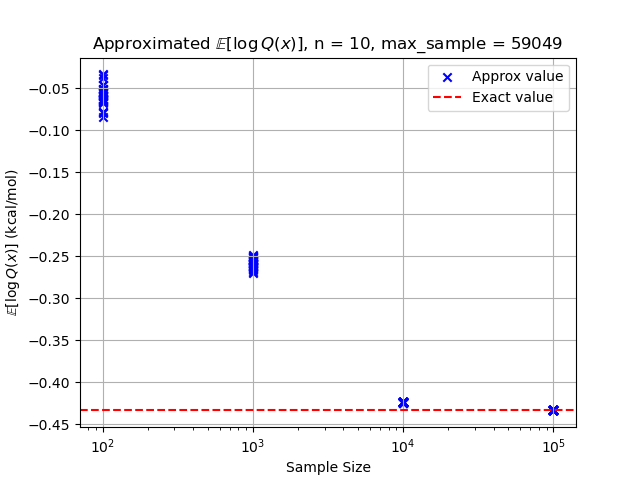 Approximated 𝔼[log Q(x)], n = 10, max_sample = 59049
Approx value
Exact value
𝔼[log Q(x)] (kcal/mol)
−0.05
−0.10
−0.15
−0.20
−0.25
−0.30
−0.35
−0.40
−0.45
10²
10³
10⁴
10⁵
Sample Size